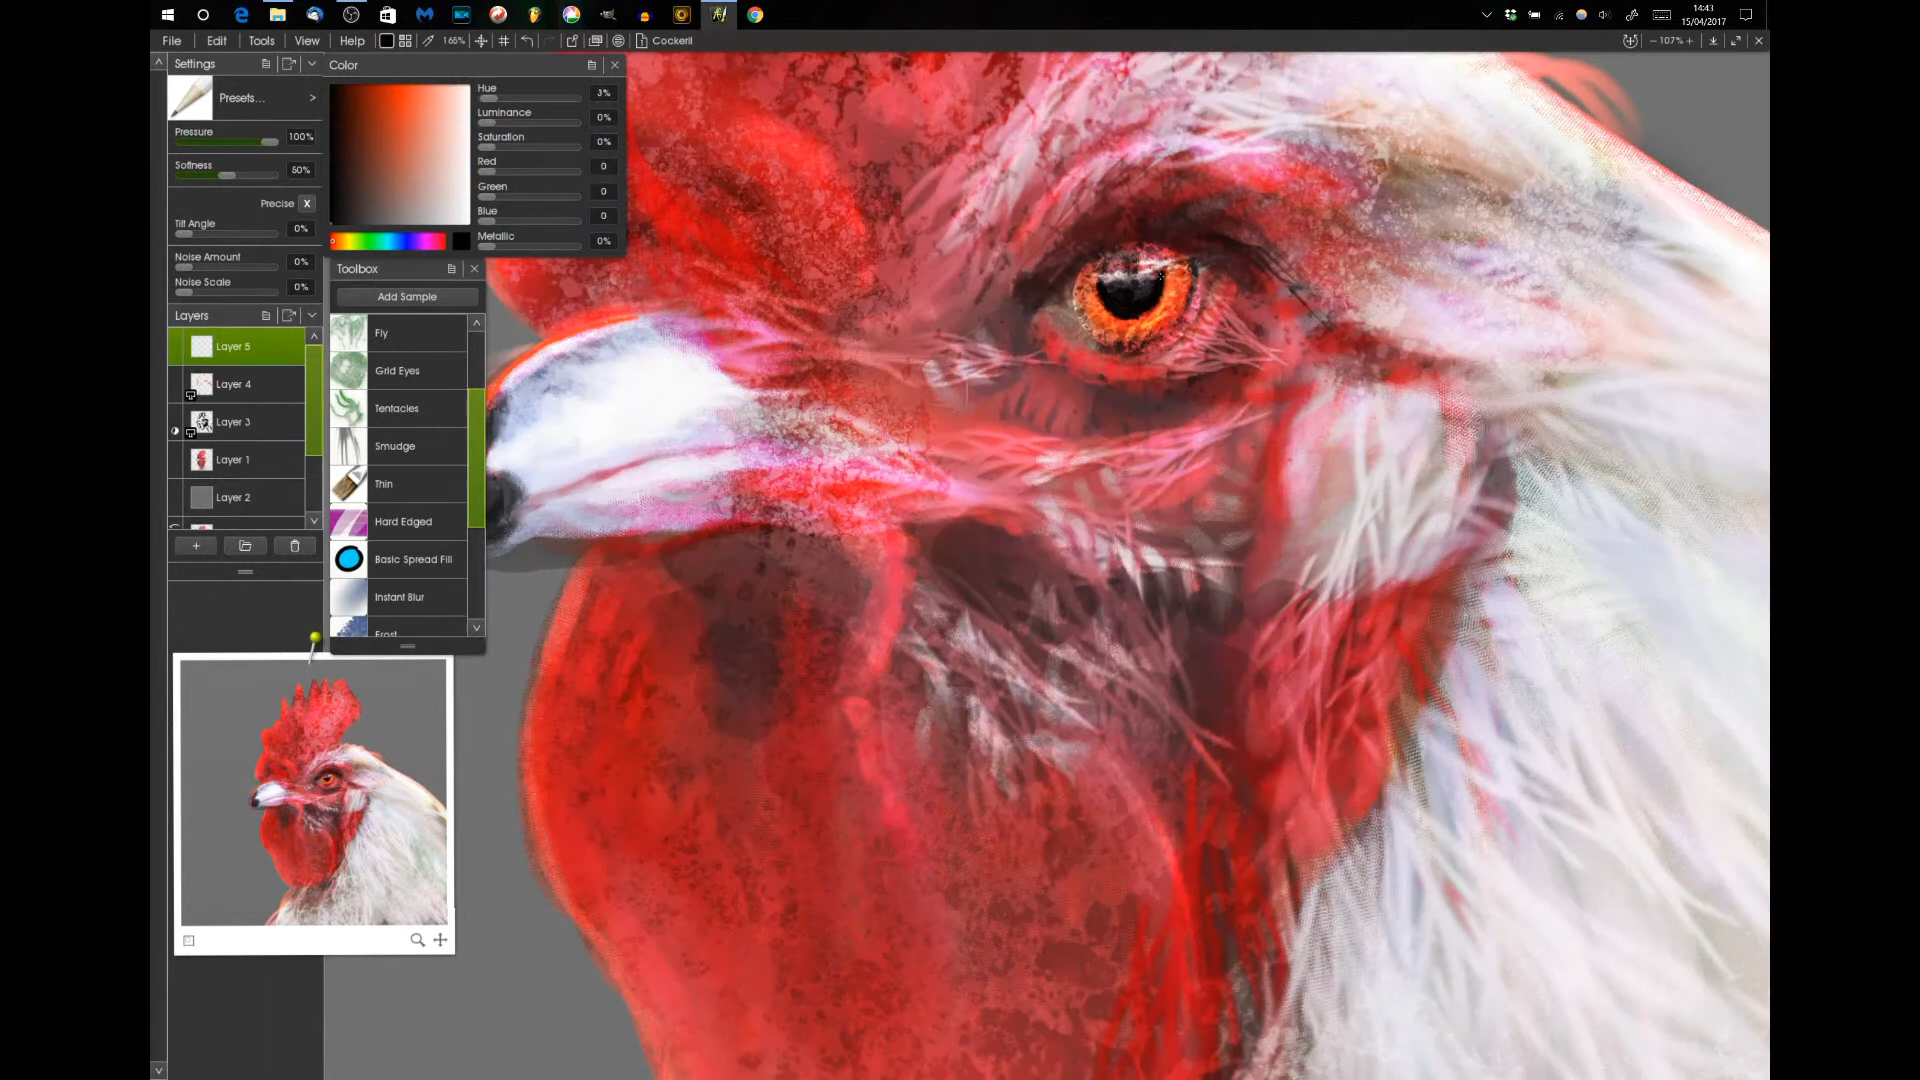 14:43
15/04/2017
File Edit Tools View Help 165% Cockeril 107%
Settings
Presets...
Pressure 100%
Softness 50%
Precise X
Tilt Angle 0%
Noise Amount 0%
Noise Scale 0%
Layers
Layer 5
Layer 4
Layer 3
Layer 1
Layer 2
Color
Hue 3%
Luminance 0%
Saturation 0%
Red 0
Green 0
Blue 0
Metallic 0%
Toolbox
Add Sample
Fly
Grid Eyes
Tentacles
Smudge
Thin
Hard Edged
Basic Spread Fill
Instant Blur
Frost